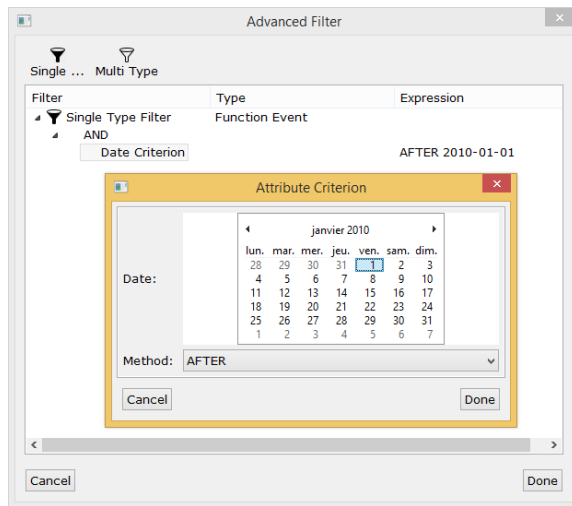 Advanced Filter
Single ... Multi Type
Filter Type Expression
Single Type Filter Function Event
AND
Date Criterion AFTER 2010-01-01
Attribute Criterion
janvier 2010
lun. mar. mer. jeu. ven. sam. dim.
28 29 30 31 1 2 3
Date: 4 5 6 7 8 9 10
11 12 13 14 15 16 17
18 19 20 21 22 23 24
25 26 27 28 29 30 31
1 2 3 4 5 6 7
Method: AFTER
Cancel Done
Cancel Done